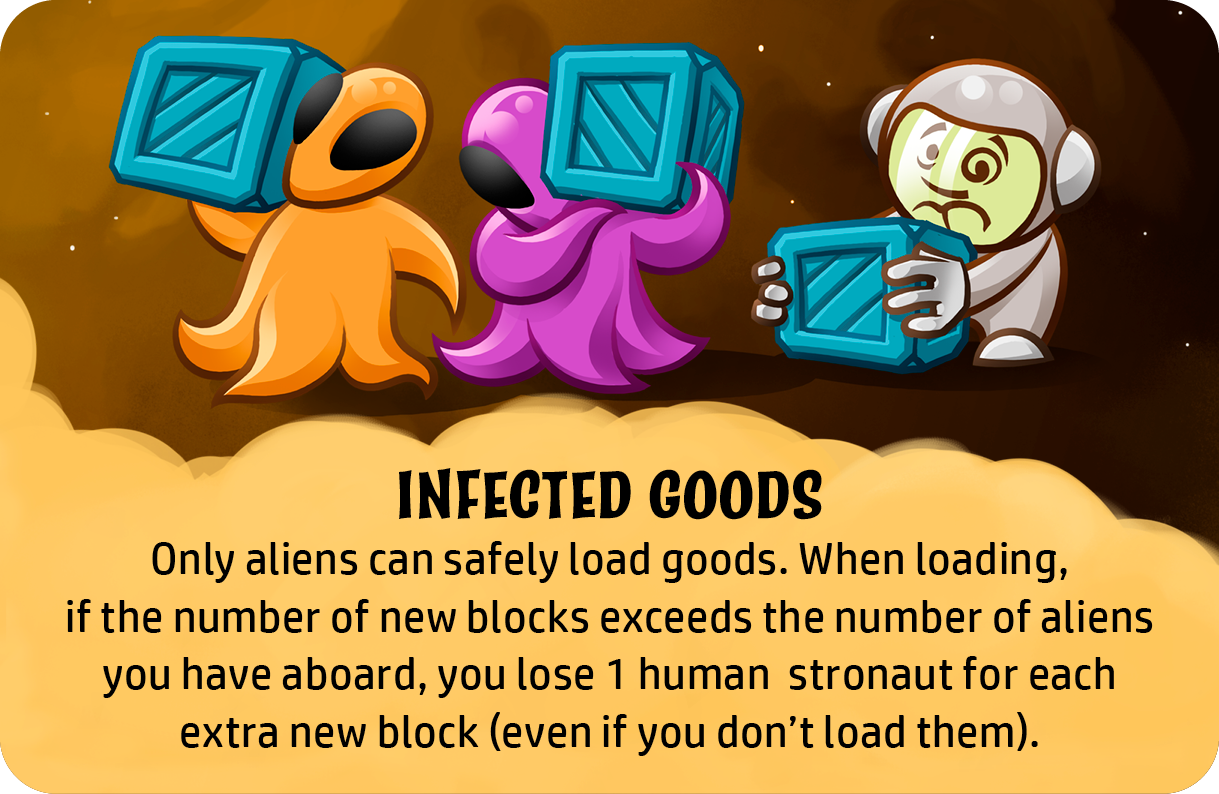 INFECTED GOODS
Only aliens can safely load goods. When loading,
if the number of new blocks exceeds the number of aliens
you have aboard, you lose 1 human  stronaut for each
extra new block (even if you don’t load them).